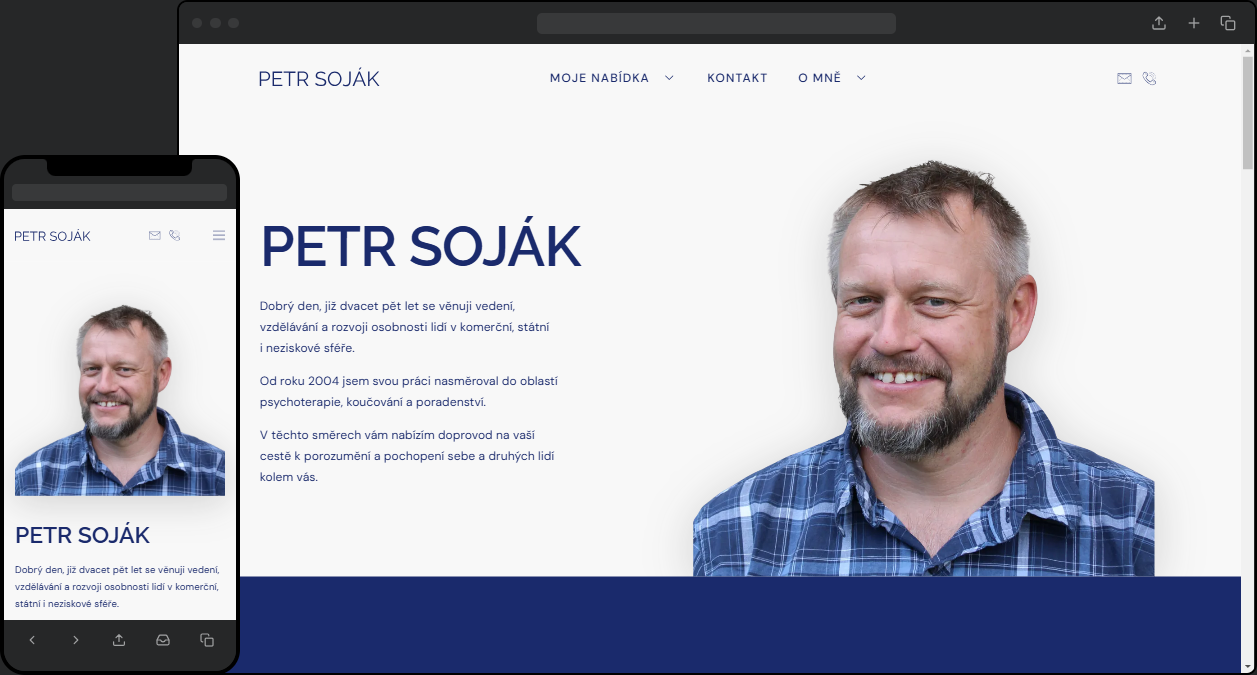 PETR SOJÁK
MOJE NABÍDKA
KONTAKT
O MNĚ
PETR SOJÁK
Dobrý den, již dvacet pět let se věnuji vedení,
vzdělávání a rozvoji osobnosti lidí v komerční, státní
i neziskové sféře.
Od roku 2004 jsem svou práci nasměroval do oblastí
psychoterapie, koučování a poradenství.
V těchto směrech vám nabízím doprovod na vaší
cestě k porozumění a pochopení sebe a druhých lidí
kolem vás.
PETR SOJÁK
PETR SOJÁK
Dobrý den, již dvacet pět let se věnuji vedení,
vzdělávání a rozvoji osobnosti lidí v komerční,
státní i neziskové sféře.